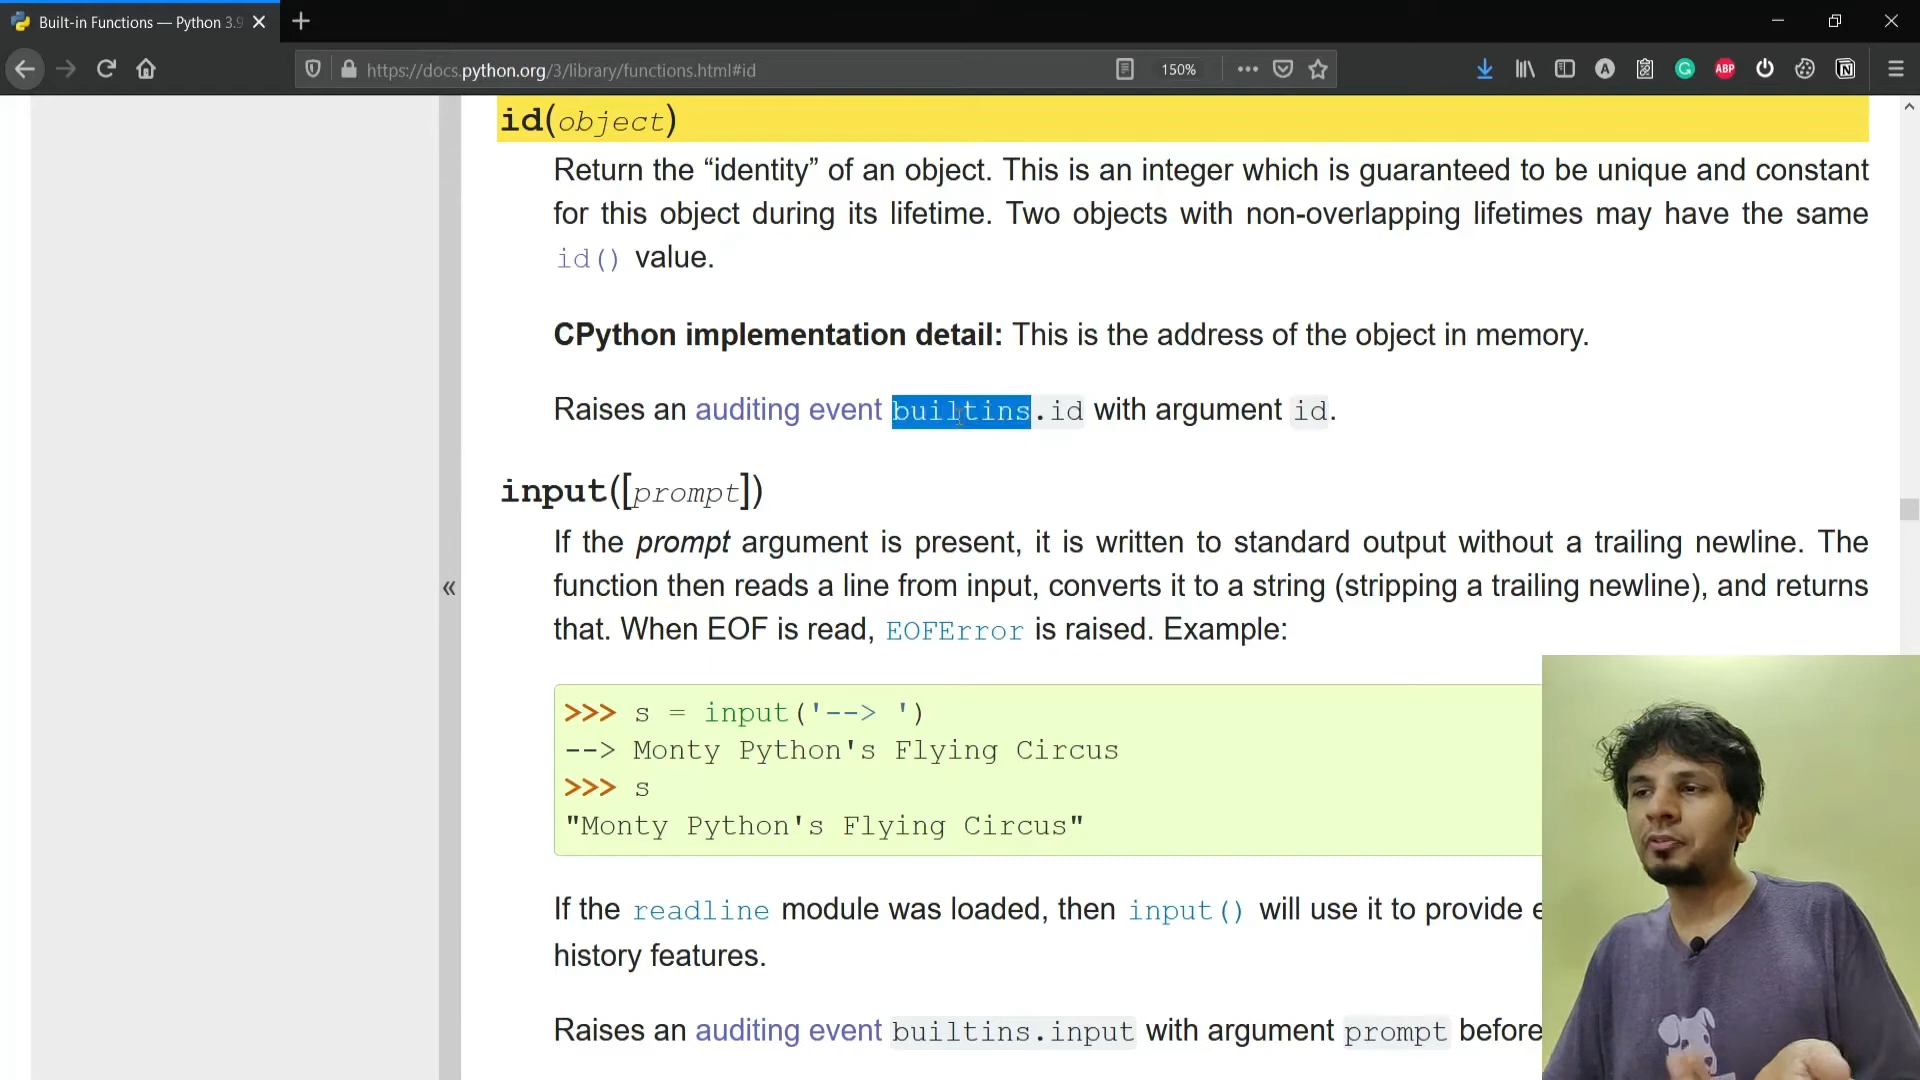 Built-in Functions — Python 3.9
https://docs.python.org/3/library/functions.html#id
150%
A
G
ABP
N
id(object)
Return the “identity” of an object. This is an integer which is guaranteed to be unique and constant
for this object during its lifetime. Two objects with non-overlapping lifetimes may have the same
id() value.
CPython implementation detail: This is the address of the object in memory.
Raises an auditing event builtins.id with argument id.
input([prompt])
If the prompt argument is present, it is written to standard output without a trailing newline. The
function then reads a line from input, converts it to a string (stripping a trailing newline), and returns
that. When EOF is read, EOFError is raised. Example:
>>> s = input('--> ')
--> Monty Python's Flying Circus
>>> s
"Monty Python's Flying Circus"
If the readline module was loaded, then input() will use it to provide e
history features.
Raises an auditing event builtins.input with argument prompt before
«